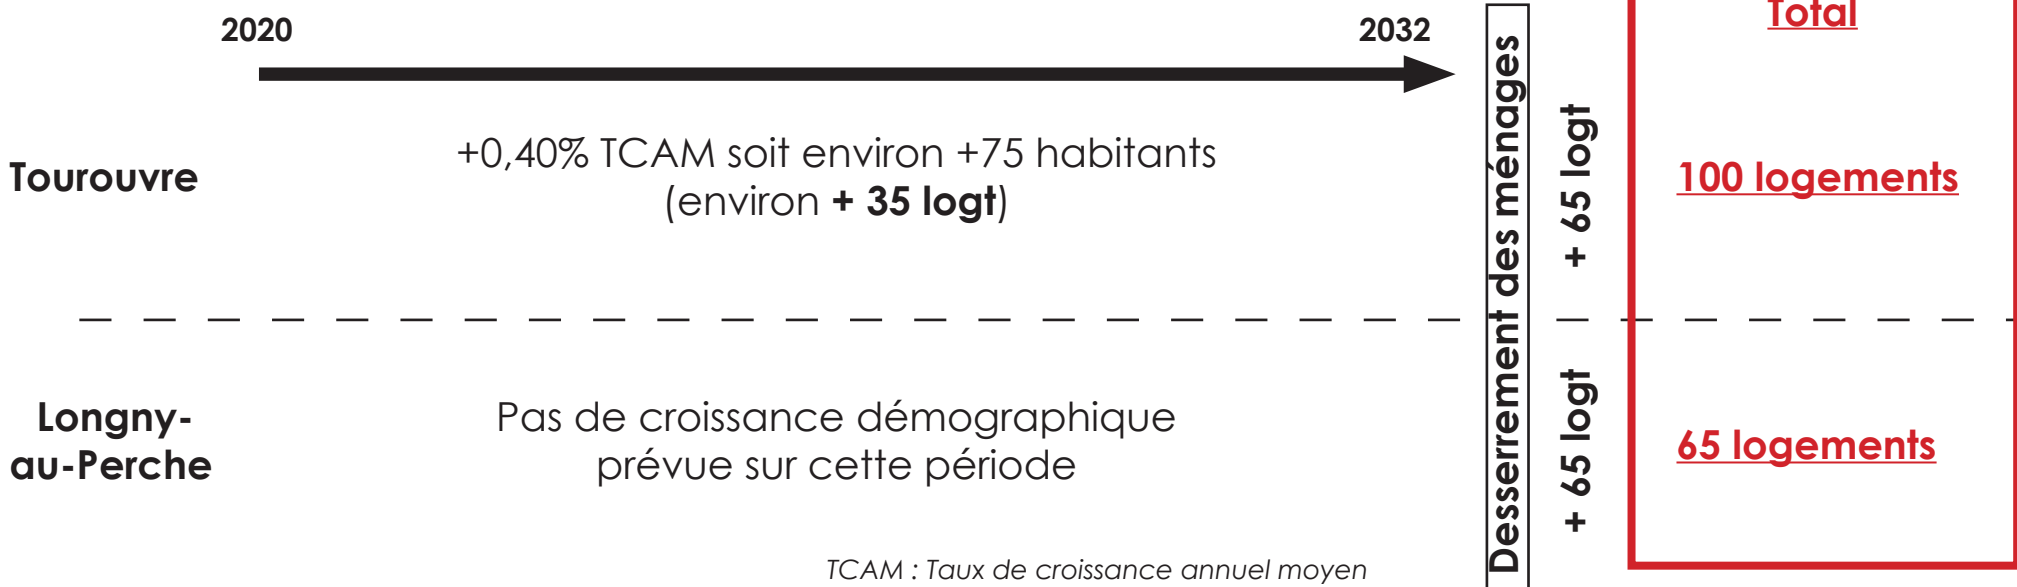 2020
2032
Total
Tourouvre
+0,40% TCAM soit environ +75 habitants
(environ + 35 logt)
Desserrement des ménages
+ 65 logt
100 logements
Longny-
au-Perche
Pas de croissance démographique
prévue sur cette période
+ 65 logt
65 logements
TCAM : Taux de croissance annuel moyen